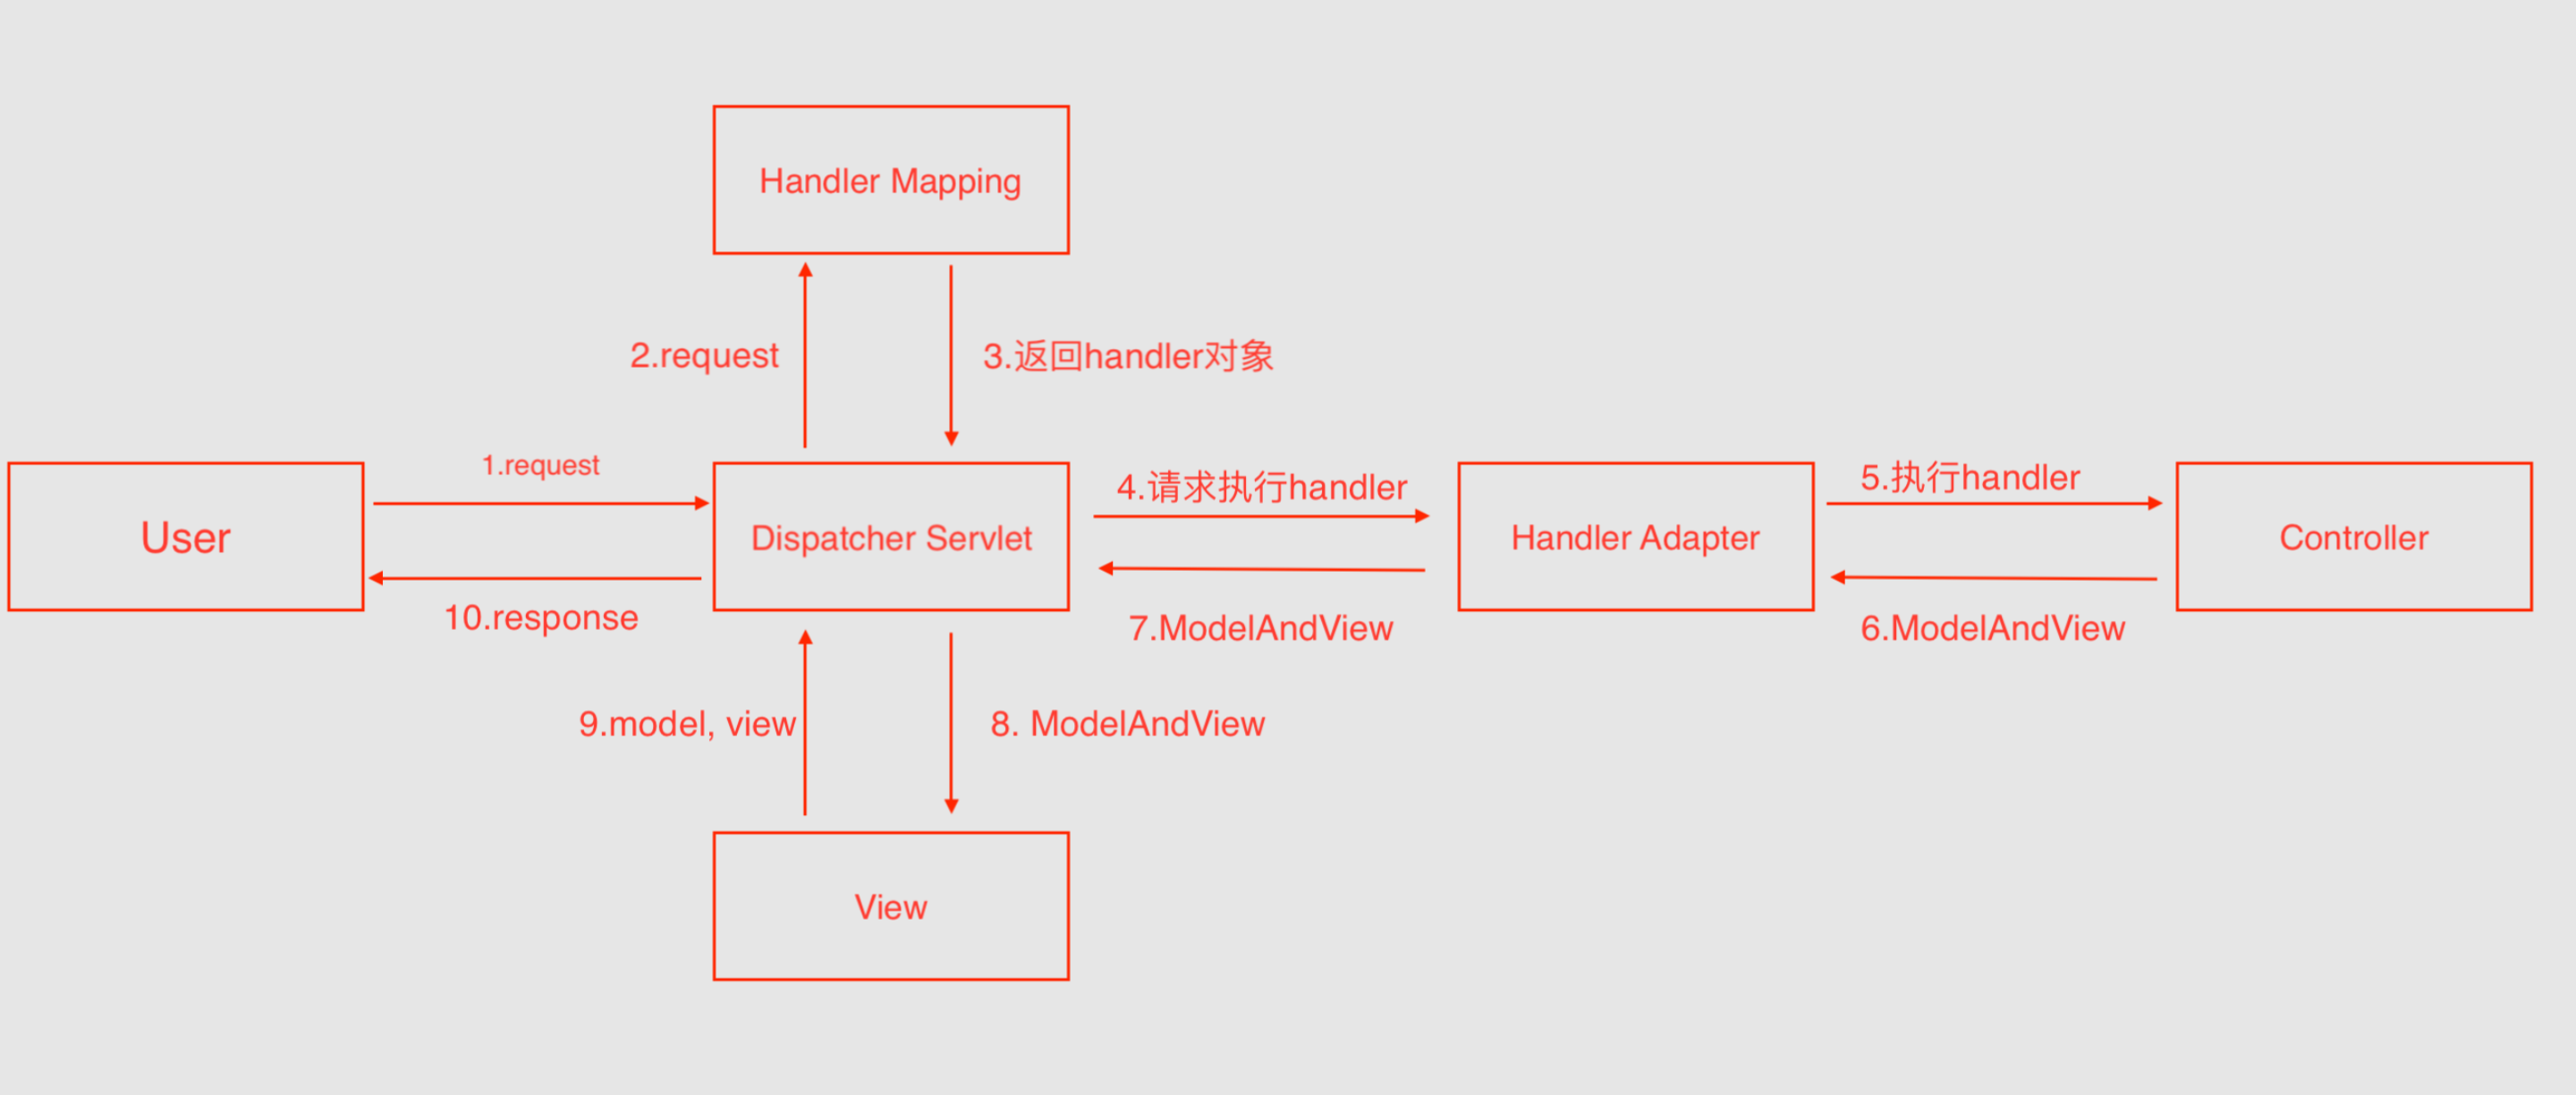 Handler Mapping
2.request
3.返回handler对象
1.request
4.请求执行handler
5.执行handler
User
Dispatcher Servlet
Handler Adapter
Controller
10.response
7.ModelAndView
6.ModelAndView
9.model, view
8. ModelAndView
View